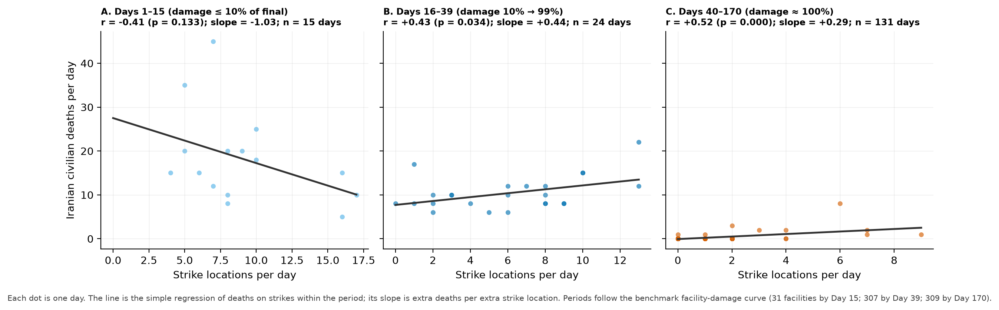 A. Days 1–15 (damage ≤ 10% of final)
r = -0.41 (p = 0.133); slope = -1.03; n = 15 days
B. Days 16–39 (damage 10% → 99%)
r = +0.43 (p = 0.034); slope = +0.44; n = 24 days
C. Days 40–170 (damage ≈ 100%)
r = +0.52 (p = 0.000); slope = +0.29; n = 131 days
Iranian civilian deaths per day
40
30
20
10
0
0.0 2.5 5.0 7.5 10.0 12.5 15.0 17.5
Strike locations per day
0 2 4 6 8 10 12
Strike locations per day
0 2 4 6 8
Strike locations per day
Each dot is one day. The line is the simple regression of deaths on strikes within the period; its slope is extra deaths per extra strike location. Periods follow the benchmark facility-damage curve (31 facilities by Day 15; 307 by Day 39; 309 by Day 170).